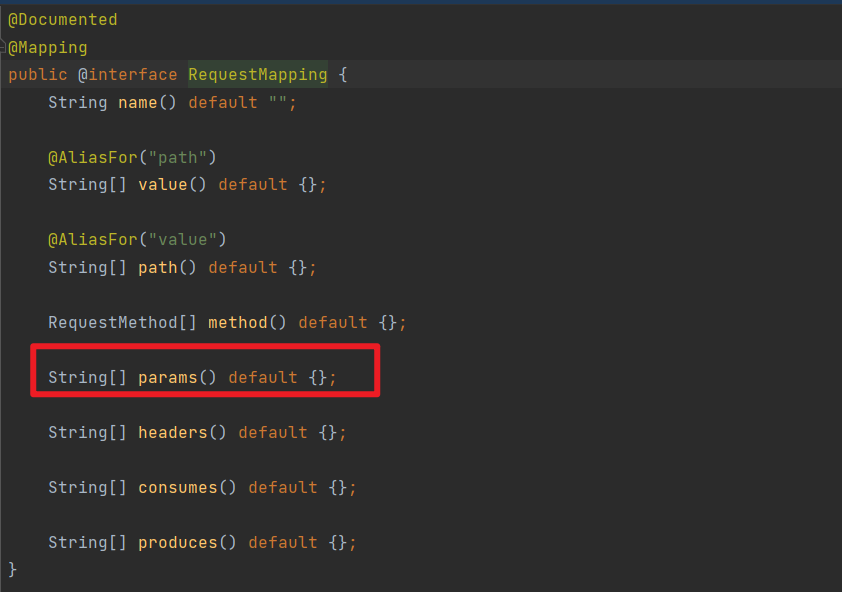 @Documented
@Mapping
public @interface RequestMapping {
    String name() default "";
    @AliasFor("path")
    String[] value() default {};
    @AliasFor("value")
    String[] path() default {};
    RequestMethod[] method() default {};
    String[] params() default {};
    String[] headers() default {};
    String[] consumes() default {};
    String[] produces() default {};
}